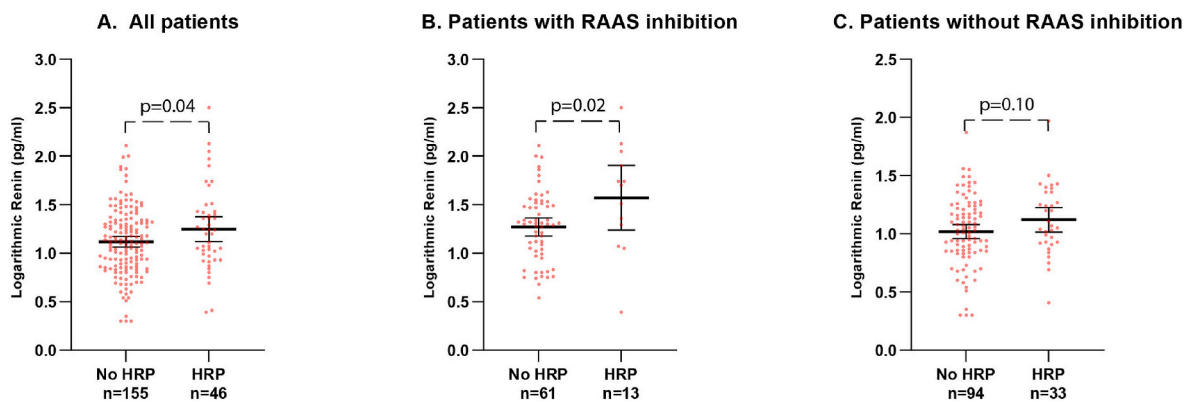 A. All patients
B. Patients with RAAS inhibition
C. Patients without RAAS inhibition
Logarithmic Renin (pg/ml)
3.0
2.5
2.0
1.5
1.0
0.5
0.0
p=0.04
No HRP
n=155
HRP
n=46
Logarithmic Renin (pg/ml)
3.0
2.5
2.0
1.5
1.0
0.5
0.0
p=0.02
No HRP
n=61
HRP
n=13
Logarithmic Renin (pg/ml)
2.5
2.0
1.5
1.0
0.5
0.0
p=0.10
No HRP
n=94
HRP
n=33